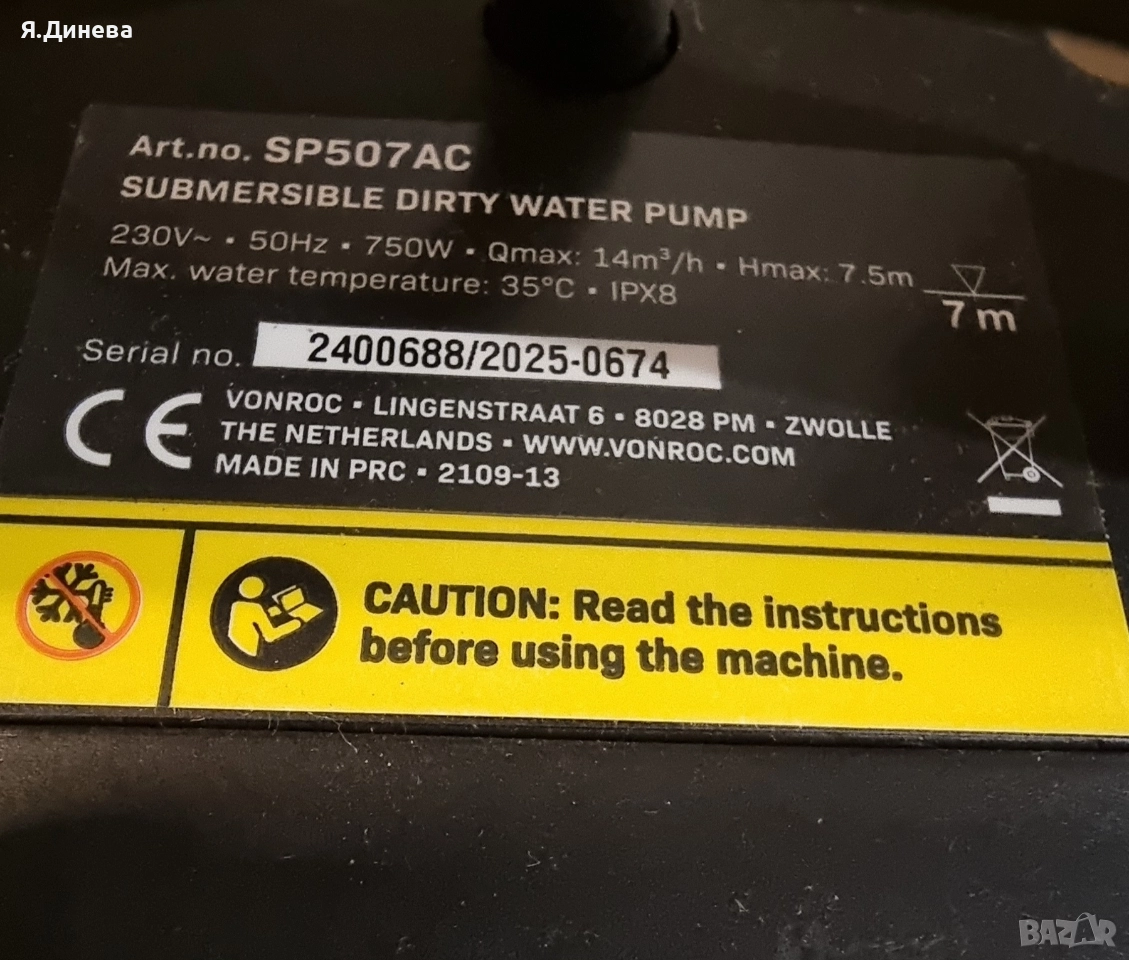 Я.Динева
Art.no. SP507AC
SUBMERSIBLE DIRTY WATER PUMP
230V~ ▪ 50Hz ▪ 750W ▪ Qmax: 14m³/h ▪ Hmax: 7.5m
Max. water temperature: 35°C ▪ IPX8
7 m
Serial no. 2400688/2025-0674
CE
VONROC ▪ LINGENSTRAAT 6 ▪ 8028 PM ▪ ZWOLLE
THE NETHERLANDS ▪ WWW.VONROC.COM
MADE IN PRC ▪ 2109-13
CAUTION: Read the instructions
before using the machine.
BAZAR